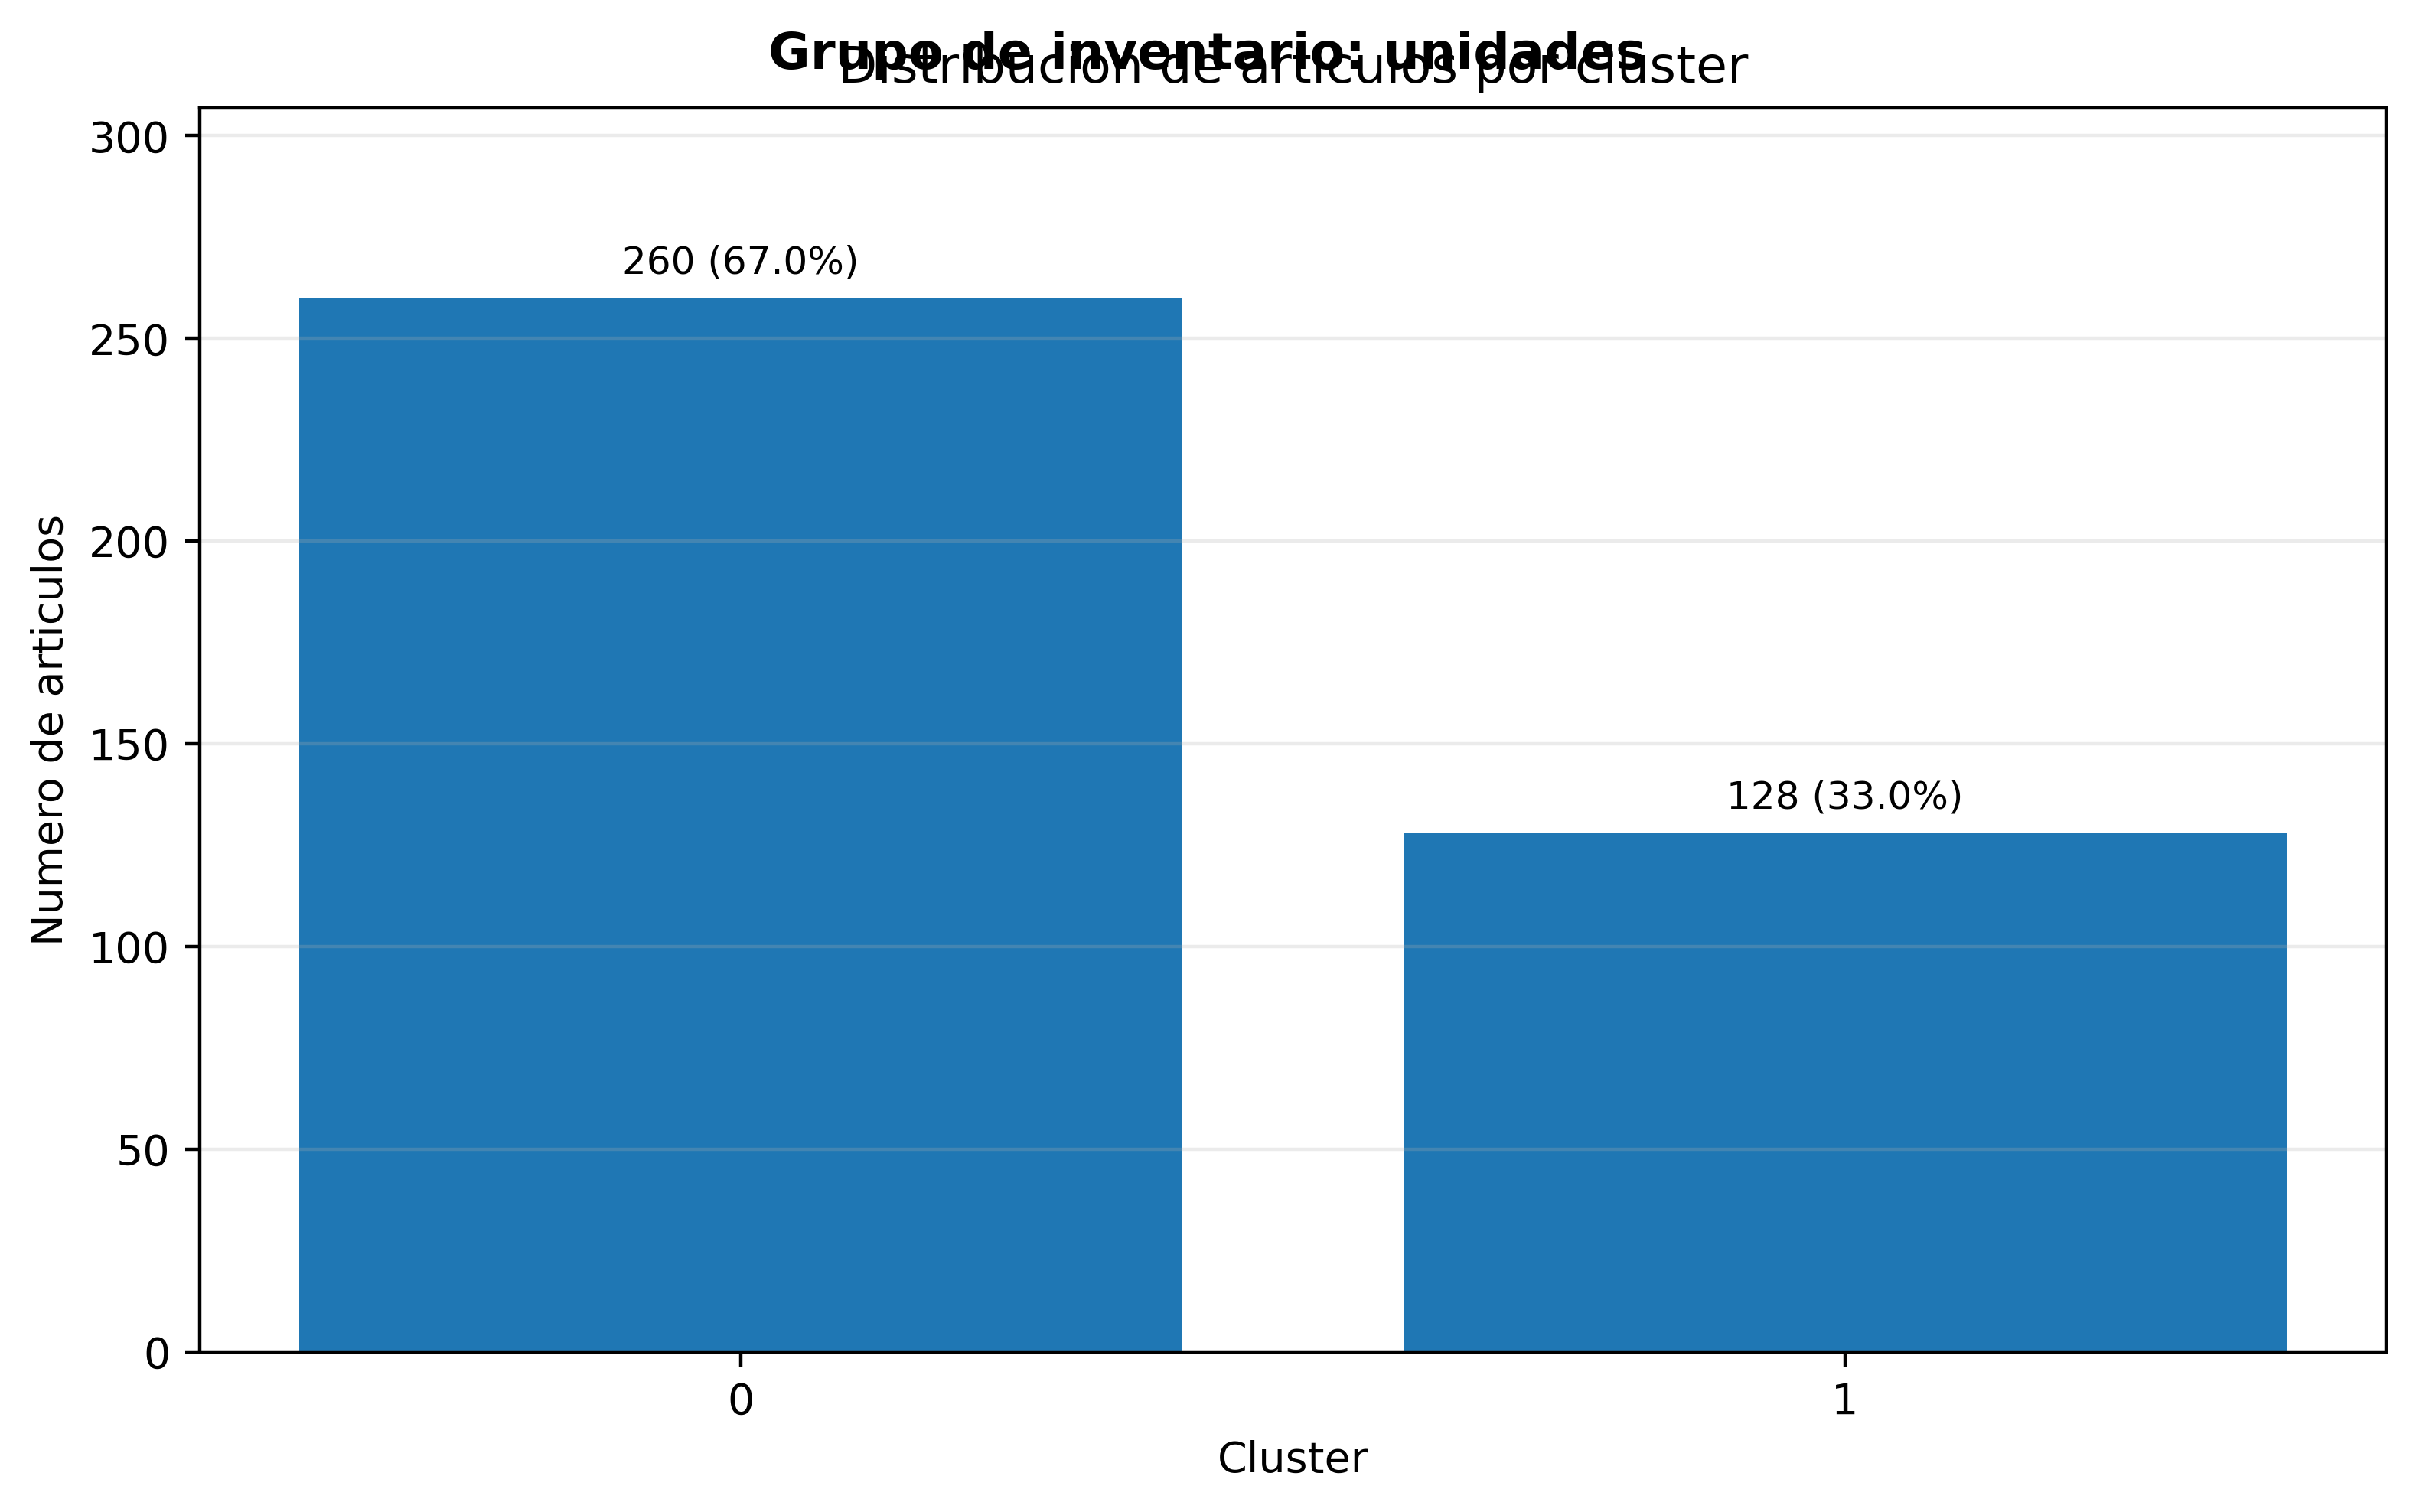 Grupo de inventario: unidades
Distribucion de articulos por cluster
300
250
200
150
100
50
0
Numero de articulos
260 (67.0%)
128 (33.0%)
0
1
Cluster